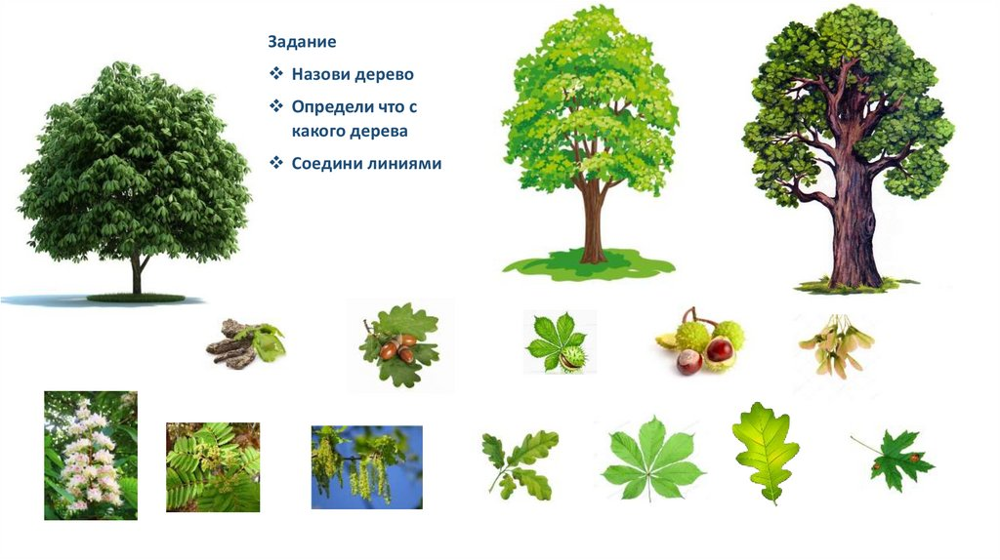 Задание
❖ Назови дерево
❖ Определи что с
какого дерева
❖ Соедини линиями